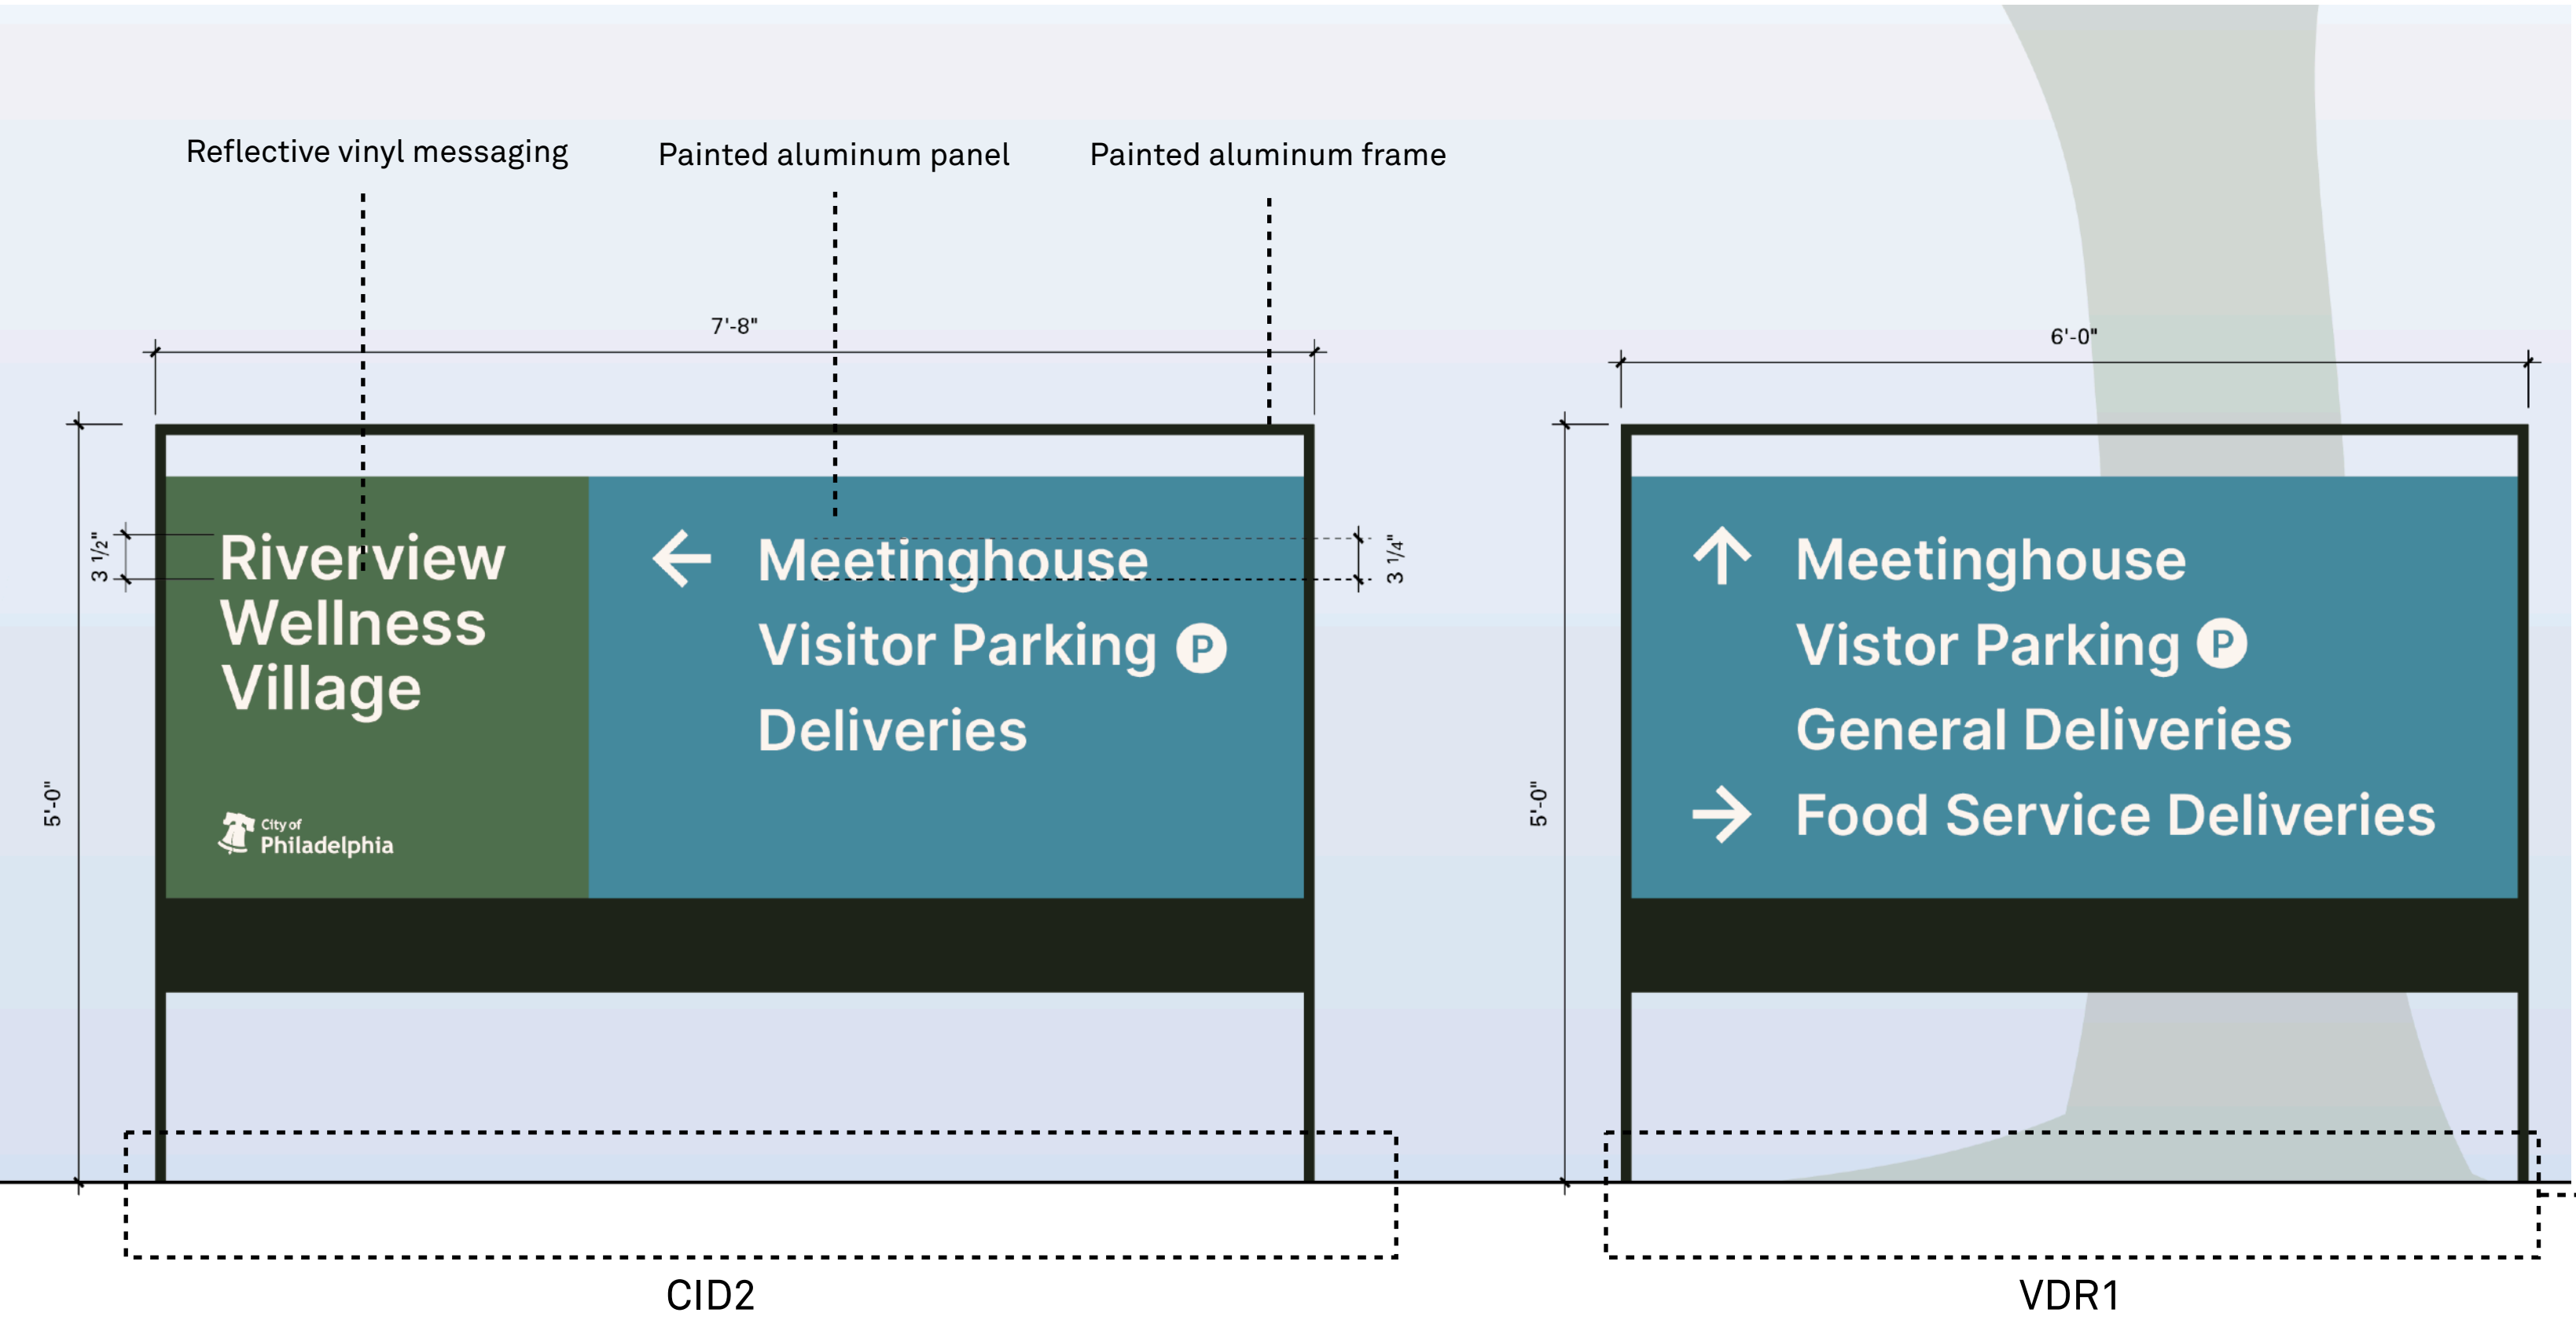 Reflective vinyl messaging
Painted aluminum panel
Painted aluminum frame
7'-8"
6'-0"
5'-0"
3 1/2"
Riverview
Wellness
Village
City of
Philadelphia
Meetinghouse
Visitor Parking P
Deliveries
3 1/4"
5'-0"
Meetinghouse
Vistor Parking P
General Deliveries
Food Service Deliveries
CID2
VDR1